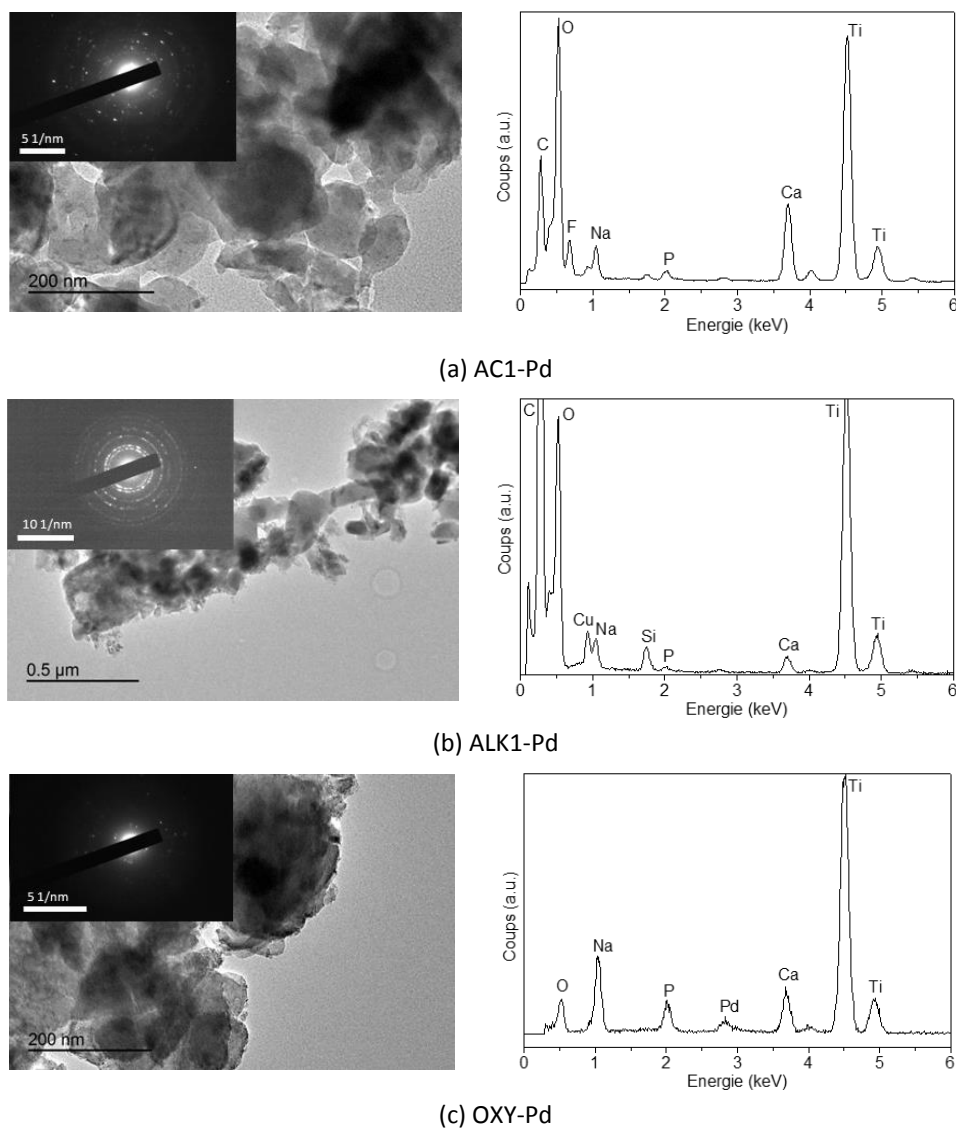 5 1/nm
200 nm
Coups (a.u.)
C
O
F
Na
P
Ca
Ti
Ti
0 1 2 3 4 5 6
Energie (keV)
(a) AC1-Pd
10 1/nm
0.5 µm
Coups (a.u.)
C
O
Cu
Na
Si
P
Ca
Ti
Ti
0 1 2 3 4 5 6
Energie (keV)
(b) ALK1-Pd
5 1/nm
200 nm
Coups (a.u.)
O
Na
P
Pd
Ca
Ti
Ti
0 1 2 3 4 5 6
Energie (keV)
(c) OXY-Pd